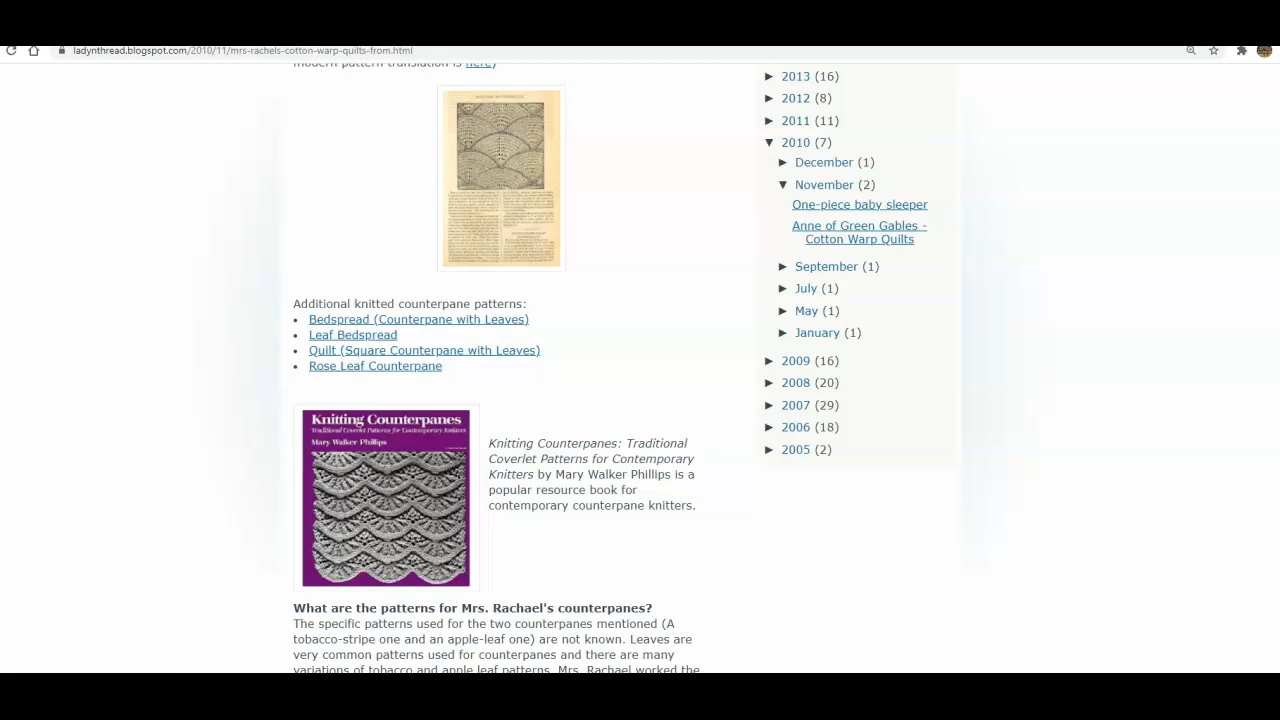 ladynthread.blogspot.com/2010/11/mrs-rachels-cotton-warp-quilts-from.html
modern pattern translation is here)
Additional knitted counterpane patterns:
• Bedspread (Counterpane with Leaves)
• Leaf Bedspread
• Quilt (Square Counterpane with Leaves)
• Rose Leaf Counterpane
Knitting Counterpanes
Traditional Coverlet Patterns for Contemporary Knitters
Mary Walker Phillips
Knitting Counterpanes: Traditional
Coverlet Patterns for Contemporary
Knitters by Mary Walker Phillips is a
popular resource book for
contemporary counterpane knitters.
What are the patterns for Mrs. Rachael's counterpanes?
The specific patterns used for the two counterpanes mentioned (A
tobacco-stripe one and an apple-leaf one) are not known. Leaves are
very common patterns used for counterpanes and there are many
variations of tobacco and apple leaf patterns. Mrs. Rachael worked the
► 2013 (16)
► 2012 (8)
► 2011 (11)
▼ 2010 (7)
► December (1)
▼ November (2)
One-piece baby sleeper
Anne of Green Gables -
Cotton Warp Quilts
► September (1)
► July (1)
► May (1)
► January (1)
► 2009 (16)
► 2008 (20)
► 2007 (29)
► 2006 (18)
► 2005 (2)